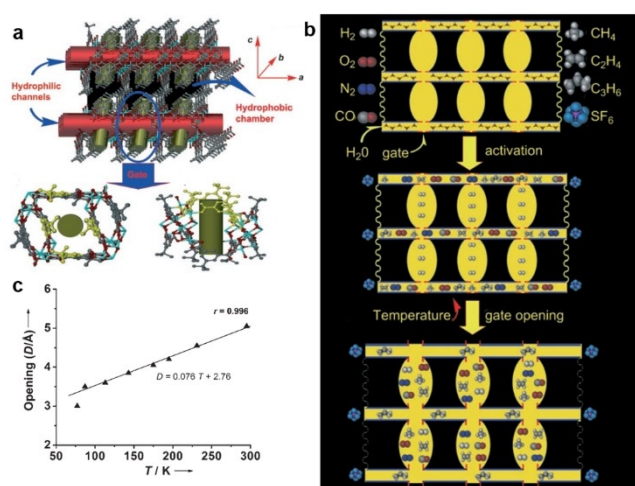 a
c
b
a
Hydrophilic
channels
Hydrophobic
chamber
Gate
b
H2
O2
N2
CO
CH4
C2H4
C3H6
SF6
H20
gate
activation
Temperature
gate opening
c
Opening (D/Å)
6
5
4
3
2
r = 0.996
D = 0.076 T + 2.76
100 150 200 250 300
T / K